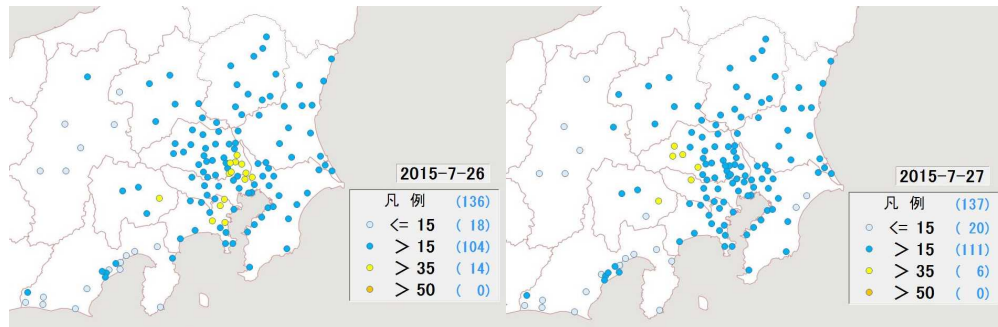 2015-7-26
凡 例 (136)
<= 15 ( 18)
> 15 (104)
> 35 ( 14)
> 50 ( 0)
2015-7-27
凡 例 (137)
<= 15 ( 20)
> 15 (111)
> 35 ( 6)
> 50 ( 0)